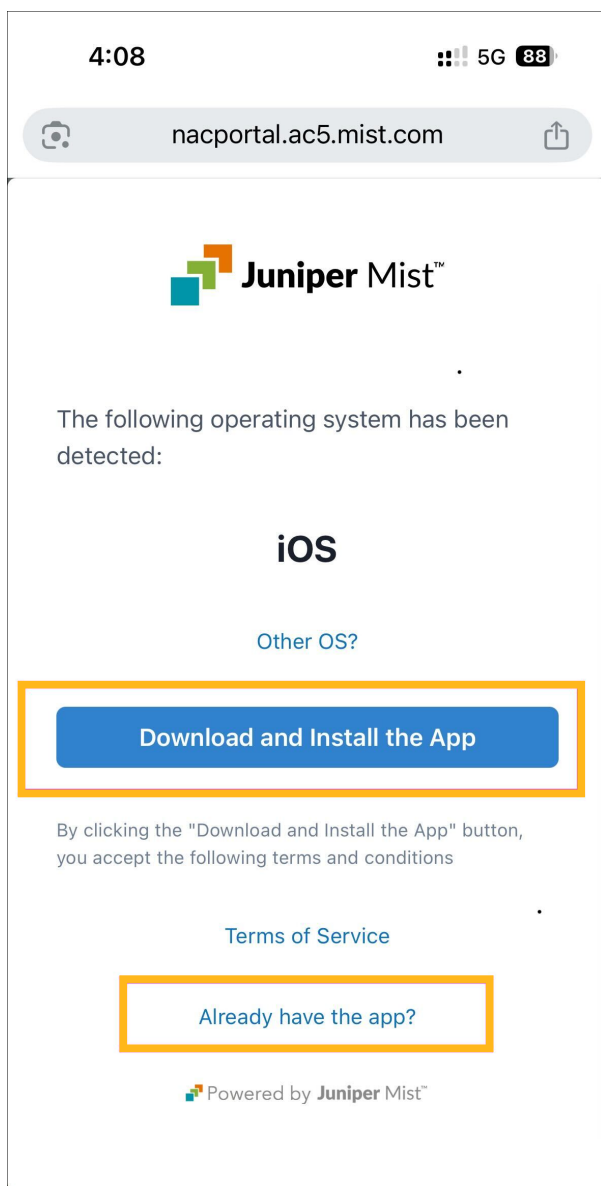 4:08 5G 88
nacportal.ac5.mist.com
Juniper Mist™
The following operating system has been
detected:
iOS
Other OS?
Download and Install the App
By clicking the "Download and Install the App" button,
you accept the following terms and conditions
Terms of Service
Already have the app?
Powered by Juniper Mist™